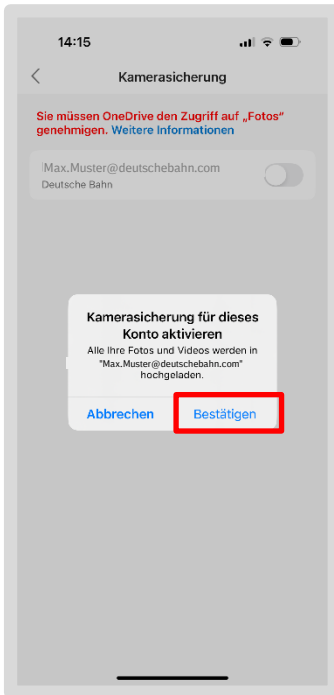 14:15
Kamerasicherung
Sie müssen OneDrive den Zugriff auf „Fotos“
genehmigen. Weitere Informationen
Max.Muster@deutschebahn.com
Deutsche Bahn
Kamerasicherung für dieses
Konto aktivieren
Alle Ihre Fotos und Videos werden in
"Max.Muster@deutschebahn.com"
hochgeladen.
Abbrechen
Bestätigen